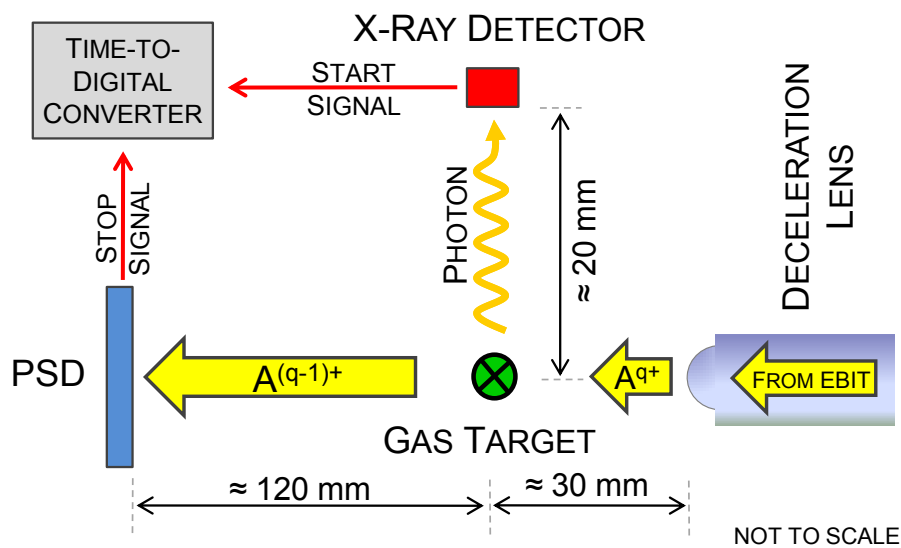 X-RAY DETECTOR
TIME-TO-
DIGITAL
CONVERTER
START
SIGNAL
STOP
SIGNAL
PHOTON
≈ 20 mm
DECELERATION
LENS
PSD
A(q-1)+
Aq+
FROM EBIT
GAS TARGET
≈ 120 mm
≈ 30 mm
NOT TO SCALE